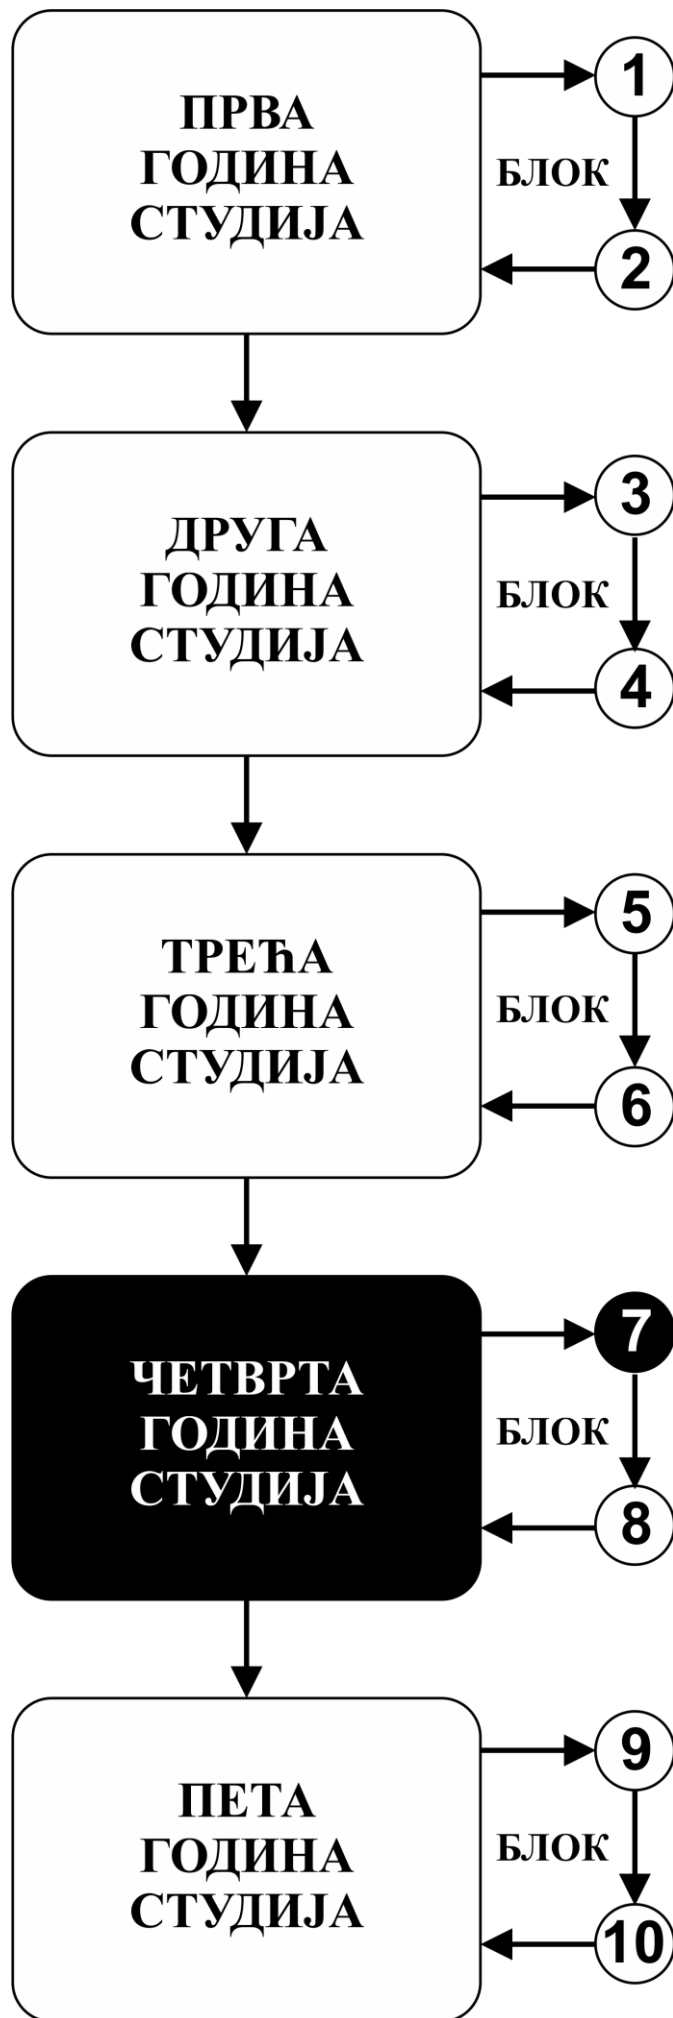 ПРВА
ГОДИНА
СТУДИЈА
1
БЛОК
2
ДРУГА
ГОДИНА
СТУДИЈА
3
БЛОК
4
ТРЕЋА
ГОДИНА
СТУДИЈА
5
БЛОК
6
ЧЕТВРТА
ГОДИНА
СТУДИЈА
7
БЛОК
8
ПЕТА
ГОДИНА
СТУДИЈА
9
БЛОК
10